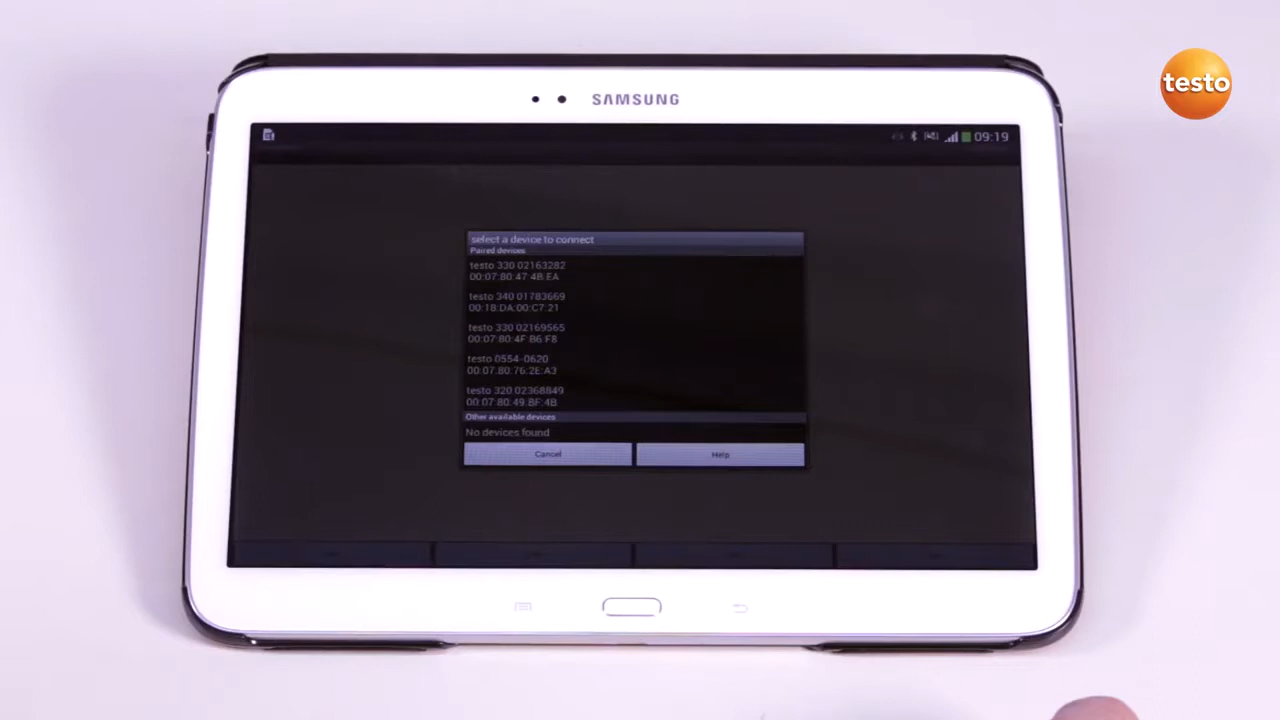 testo
SAMSUNG
09:19
select a device to connect
Paired devices
testo 330 02163282
00:07:80:47:4B:EA
testo 340 01783669
00:18:DA:00:C7:21
testo 330 02169565
00:07:80:4F:B6:F8
testo 0554-0620
00:07:80:76:2E:A3
testo 320 02368849
00:07:80:49:BF:4B
Other available devices
No devices found
Cancel
Help